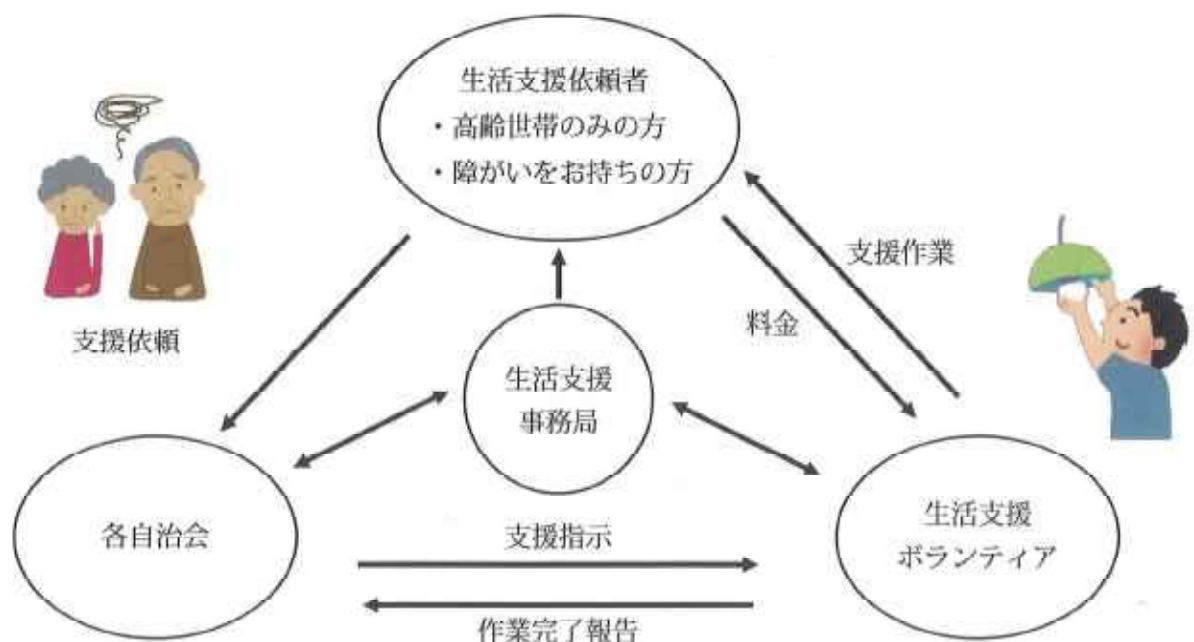 生活支援依頼者
・高齢世帯のみの方
・障がいをお持ちの方
支援依頼
支援作業
料金
生活支援
事務局
各自治会
支援指示
作業完了報告
生活支援
ボランティア